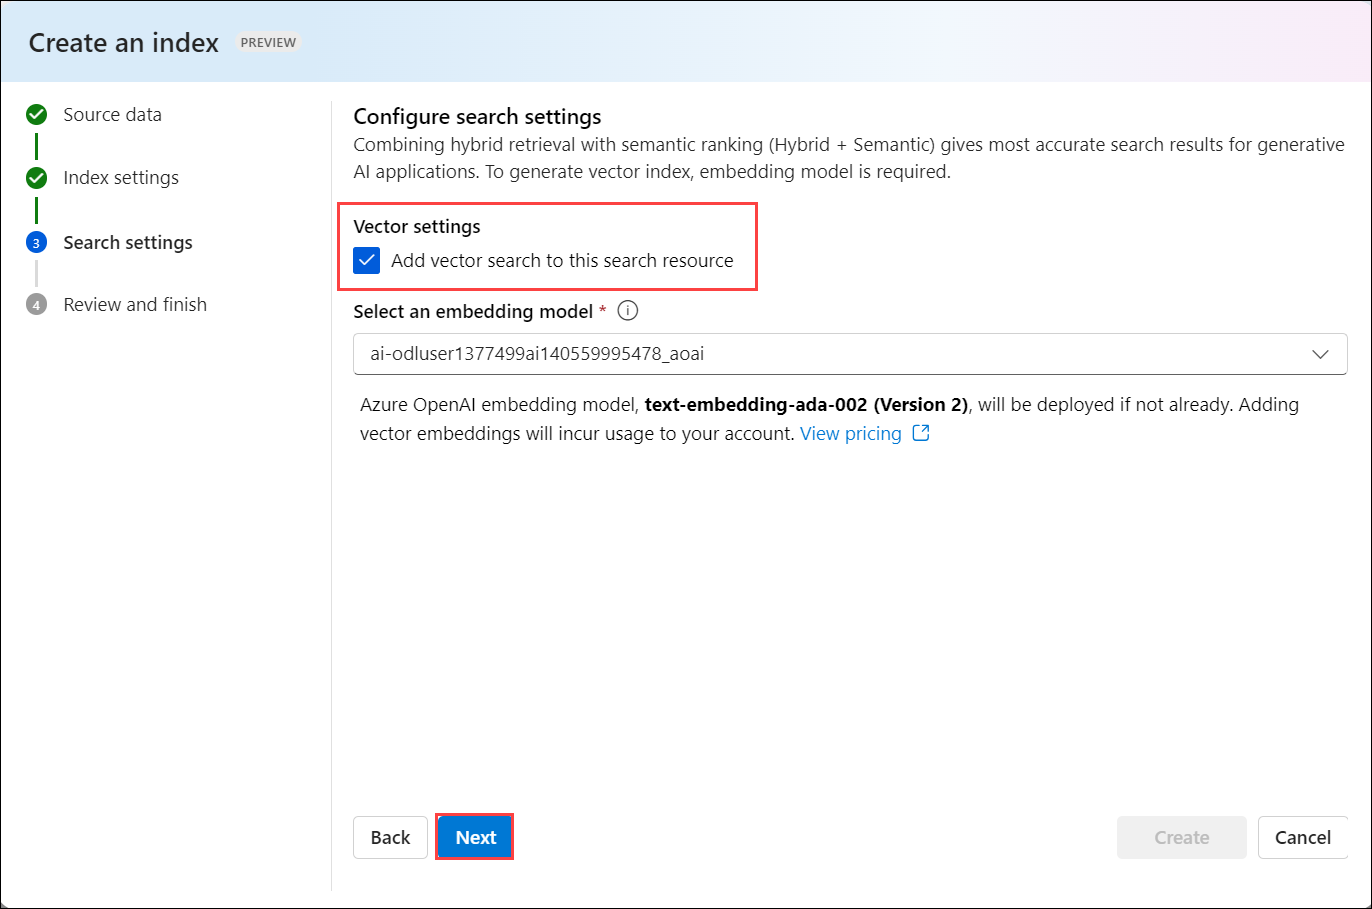 Create an index PREVIEW
Source data
Index settings
3 Search settings
4 Review and finish
Configure search settings
Combining hybrid retrieval with semantic ranking (Hybrid + Semantic) gives most accurate search results for generative
AI applications. To generate vector index, embedding model is required.
Vector settings
Add vector search to this search resource
Select an embedding model *
ai-odluser1377499ai140559995478_aoai
Azure OpenAI embedding model, text-embedding-ada-002 (Version 2), will be deployed if not already. Adding
vector embeddings will incur usage to your account. View pricing
Back Next Create Cancel